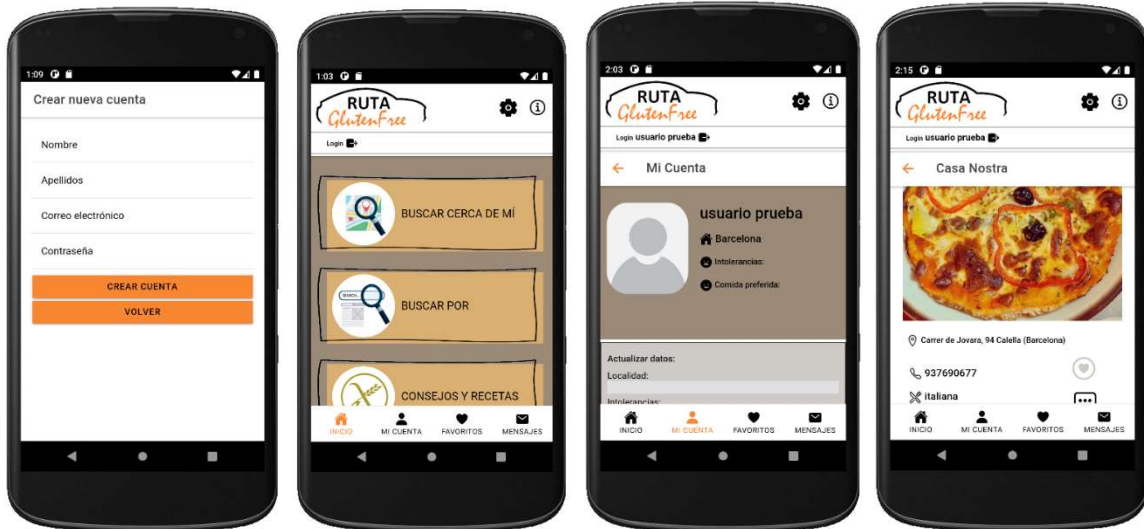 1:09
Crear nueva cuenta
Nombre
Apellidos
Correo electrónico
Contraseña
CREAR CUENTA
VOLVER
1:03
RUTA
GlutenFree
Login
BUSCAR CERCA DE MÍ
BUSCAR POR
CONSEJOS Y RECETAS
INICIO MI CUENTA FAVORITOS MENSAJES
2:03
RUTA
GlutenFree
Login usuario prueba
Mi Cuenta
usuario prueba
Barcelona
Intolerancias:
Comida preferida:
Actualizar datos:
Localidad:
Intolerancias:
INICIO MI CUENTA FAVORITOS MENSAJES
2:15
RUTA
GlutenFree
Login usuario prueba
Casa Nostra
Carrer de Jovara, 94 Calella (Barcelona)
937690677
italiana
INICIO MI CUENTA FAVORITOS MENSAJES